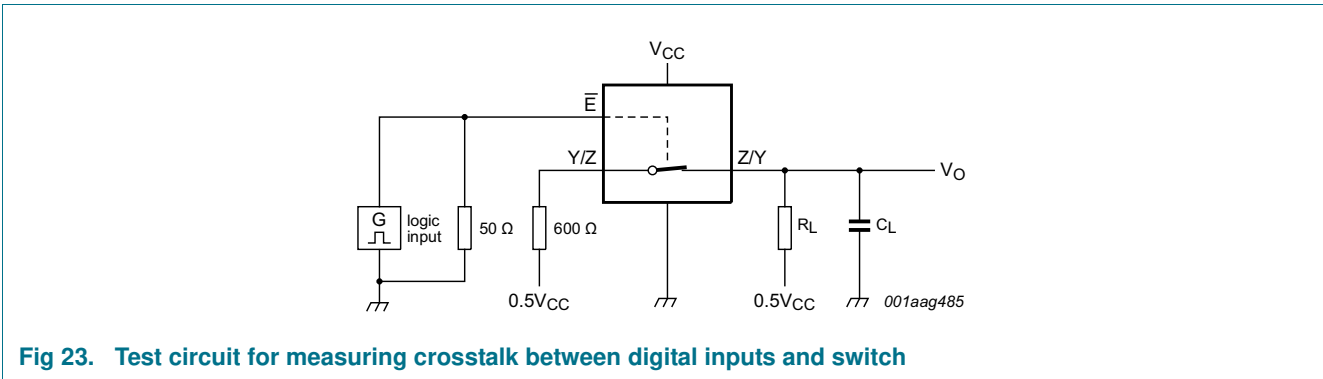 VCC
E̅
Y/Z
Z/Y
VO
G
logic
input
50 Ω
600 Ω
RL
CL
0.5VCC
0.5VCC
001aag485
Fig 23. Test circuit for measuring crosstalk between digital inputs and switch